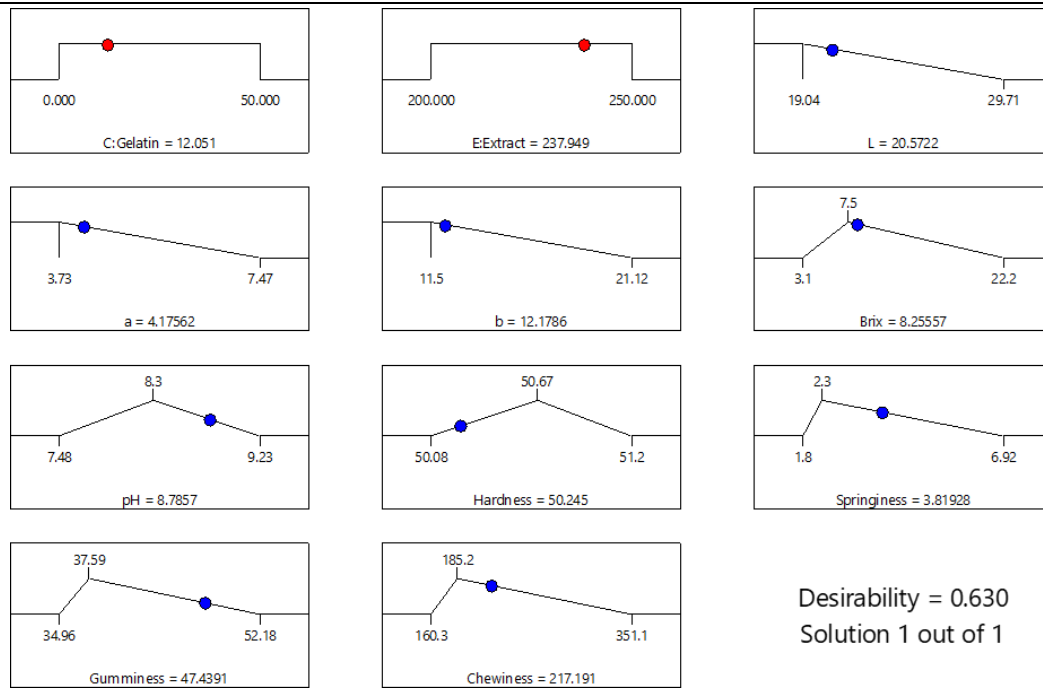 0.000 50.000
C:Gelatin = 12.051
200.000 250.000
E:Extract = 237.949
19.04 29.71
L = 20.5722
3.73 7.47
a = 4.17562
11.5 21.12
b = 12.1786
7.5
3.1 22.2
Brix = 8.25557
8.3
7.48 9.23
pH = 8.7857
50.67
50.08 51.2
Hardness = 50.245
2.3
1.8 6.92
Springiness = 3.81928
37.59
34.96 52.18
Gumminess = 47.4391
185.2
160.3 351.1
Chewiness = 217.191
Desirability = 0.630
Solution 1 out of 1